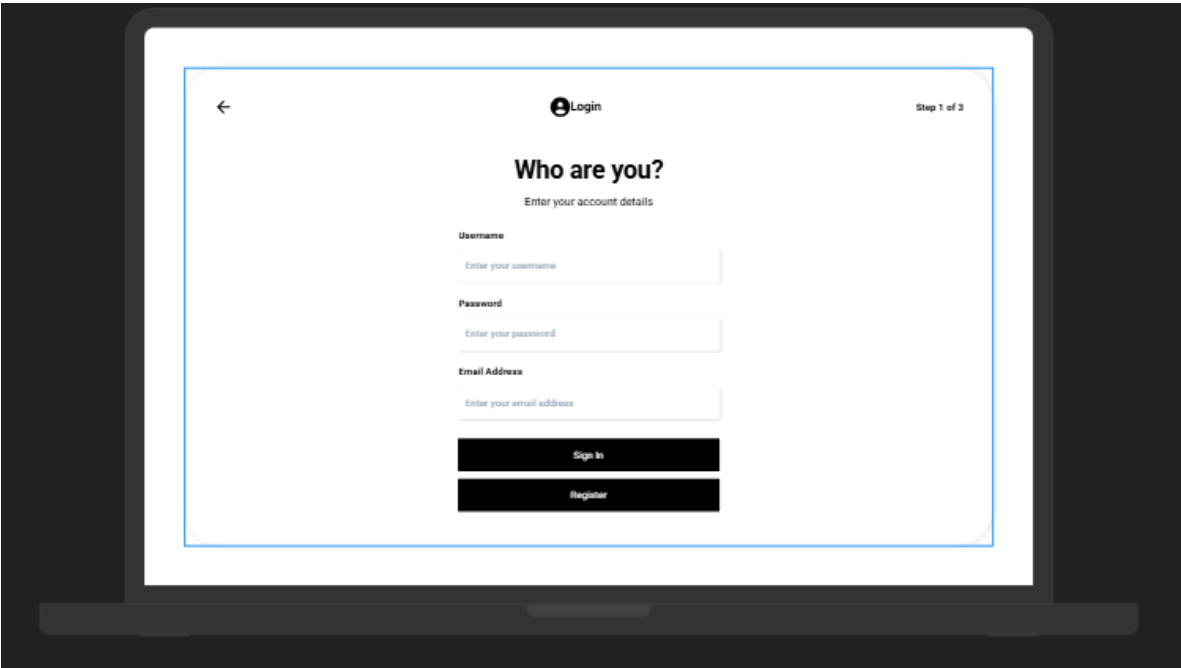 Login
Step 1 of 3
Who are you?
Enter your account details
Username
Enter your username
Password
Enter your password
Email Address
Enter your email address
Sign In
Register